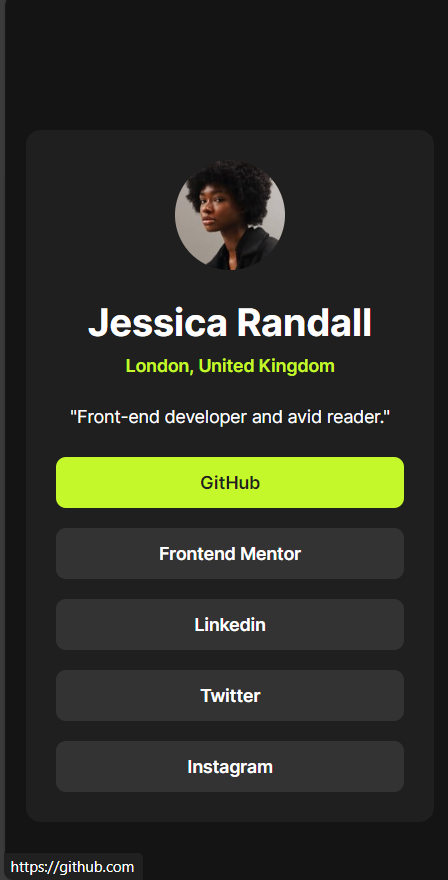 Jessica Randall
London, United Kingdom
"Front-end developer and avid reader."
GitHub
Frontend Mentor
Linkedin
Twitter
Instagram
https://github.com